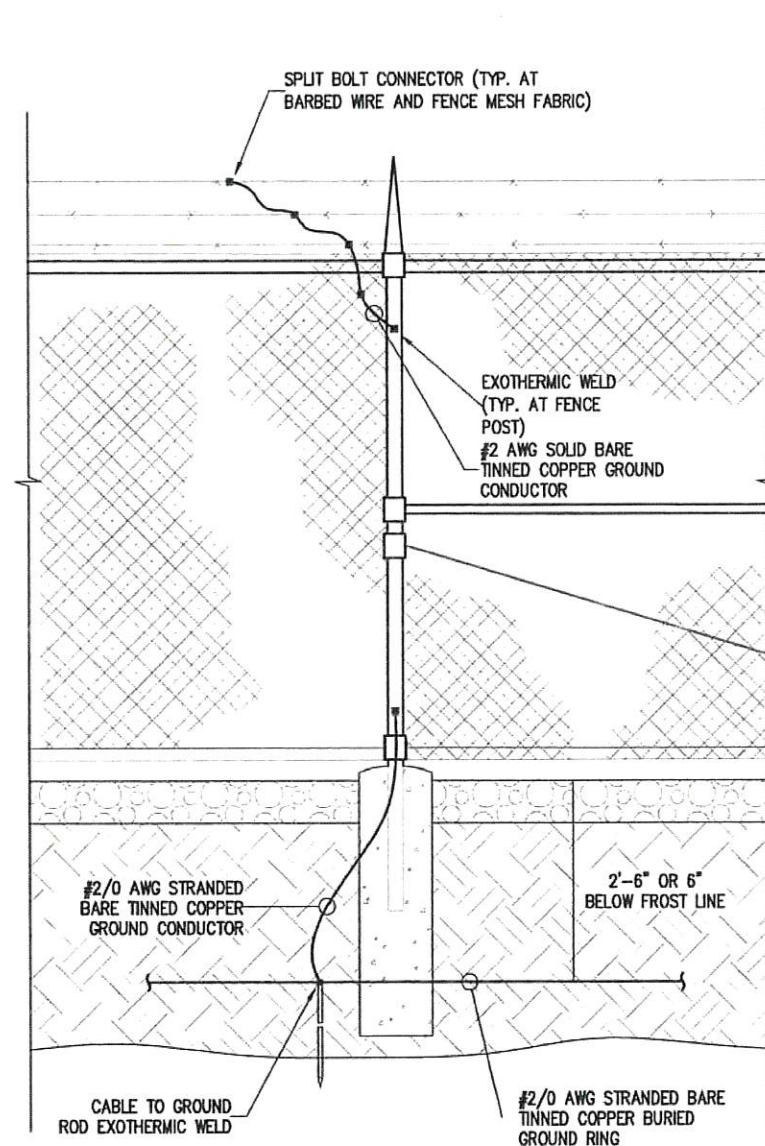 SPLIT BOLT CONNECTOR (TYP. AT
BARBED WIRE AND FENCE MESH FABRIC)
EXOTHERMIC WELD
(TYP. AT FENCE
POST)
#2 AWG SOLID BARE
TINNED COPPER GROUND
CONDUCTOR
#2/0 AWG STRANDED
BARE TINNED COPPER
GROUND CONDUCTOR
2'-6" OR 6"
BELOW FROST LINE
CABLE TO GROUND
ROD EXOTHERMIC WELD
#2/0 AWG STRANDED BARE
TINNED COPPER BURIED
GROUND RING